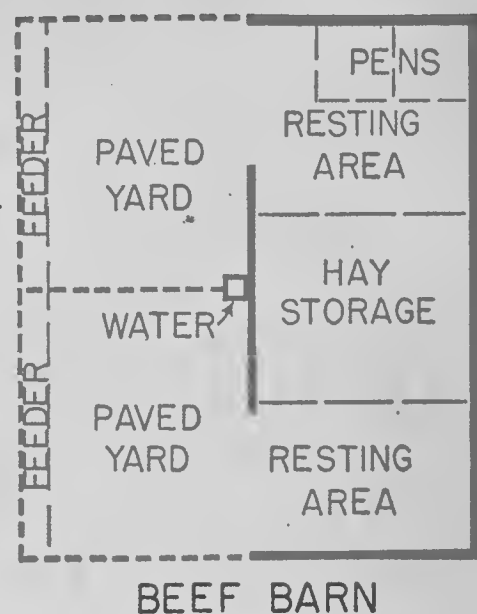 PENS
RESTING
AREA
PAVED
YARD
FEEDER
HAY
STORAGE
WATER
PAVED
YARD
FEEDER
RESTING
AREA
BEEF BARN